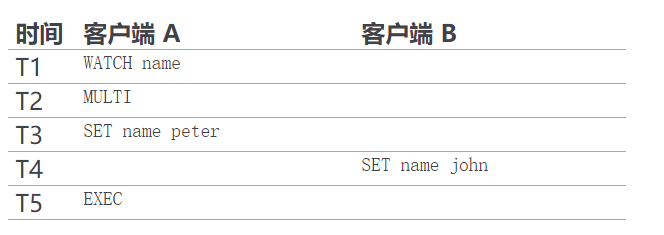 时间 客户端 A 客户端 B
T1 WATCH name
T2 MULTI
T3 SET name peter
T4 SET name john
T5 EXEC